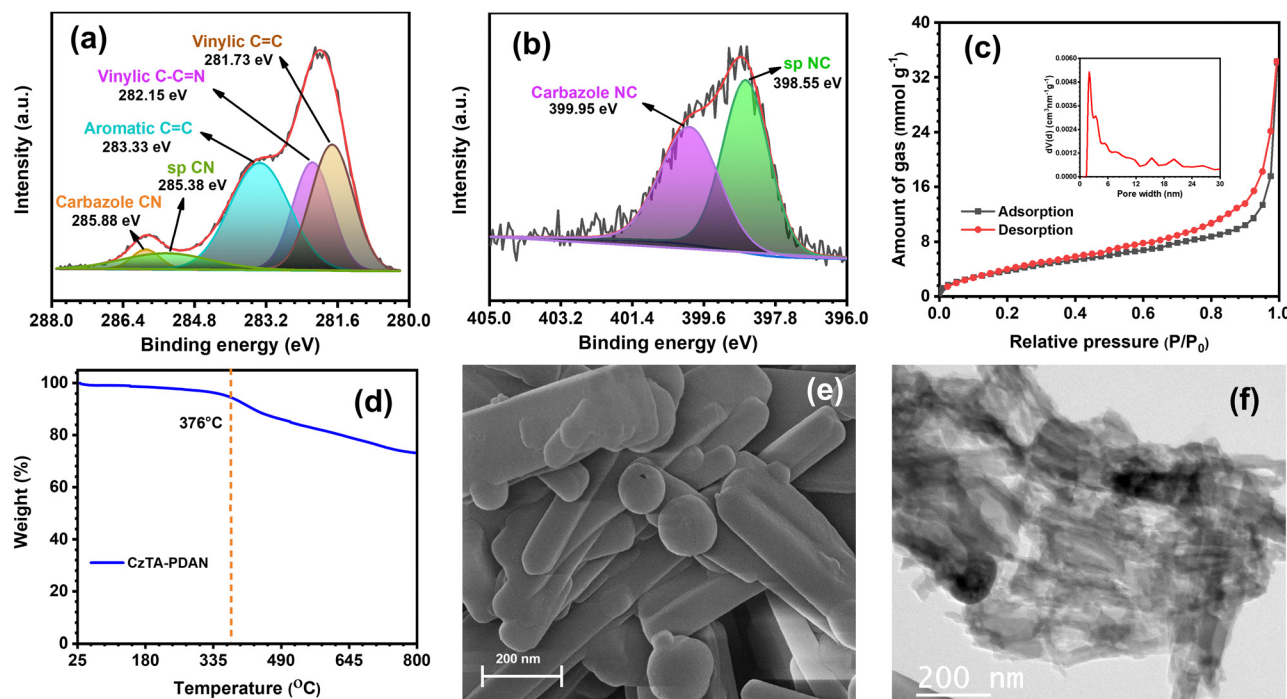 (a)
Vinylic C=C
281.73 eV
Vinylic C-C=N
282.15 eV
Aromatic C=C
283.33 eV
sp CN
285.38 eV
Carbazole CN
285.88 eV
Intensity (a.u.)
288.0 286.4 284.8 283.2 281.6 280.0
Binding energy (eV)
(b)
sp NC
398.55 eV
Carbazole NC
399.95 eV
Intensity (a.u.)
405.0 403.2 401.4 399.6 397.8 396.0
Binding energy (eV)
(c)
Amount of gas (mmol g⁻¹)
40
32
24
16
8
0
dV(d) (cm³nm⁻¹g⁻¹)
0.0060
0.0048
0.0036
0.0024
0.0012
0.0000
0 6 12 18 24 30
Pore width (nm)
Adsorption
Desorption
0.0 0.2 0.4 0.6 0.8 1.0
Relative pressure (P/P₀)
(d)
Weight (%)
100
80
60
40
20
0
376°C
CzTA-PDAN
25 180 335 490 645 800
Temperature (⁰C)
(e)
200 nm
(f)
200 nm